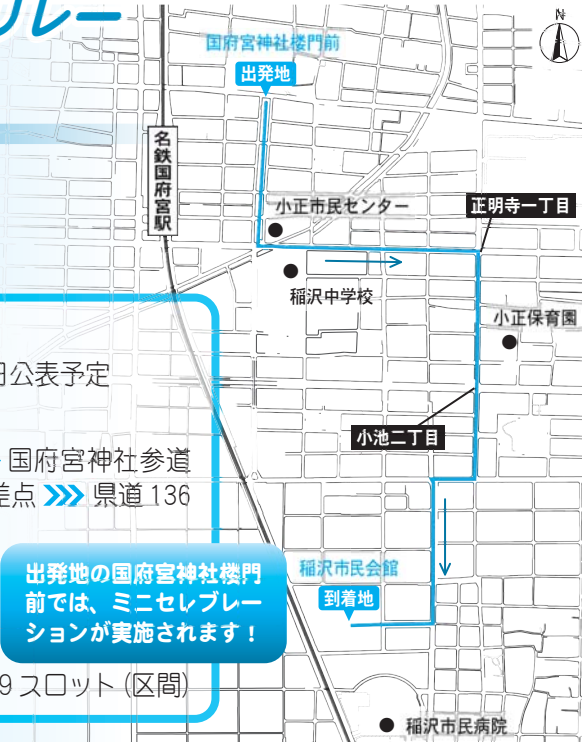 リレー
N
国府宮神社楼門前
出発地
名鉄国府宮駅
小正市民センター
正明寺一丁目
稲沢中学校
小正保育園
公表予定
小池二丁目
国府宮神社参道
差点 >>> 県道 136
出発地の国府宮神社楼門
前では、ミニセレブレー
ションが実施されます！
稲沢市民会館
到着地
9 スロット (区間)
稲沢市民病院